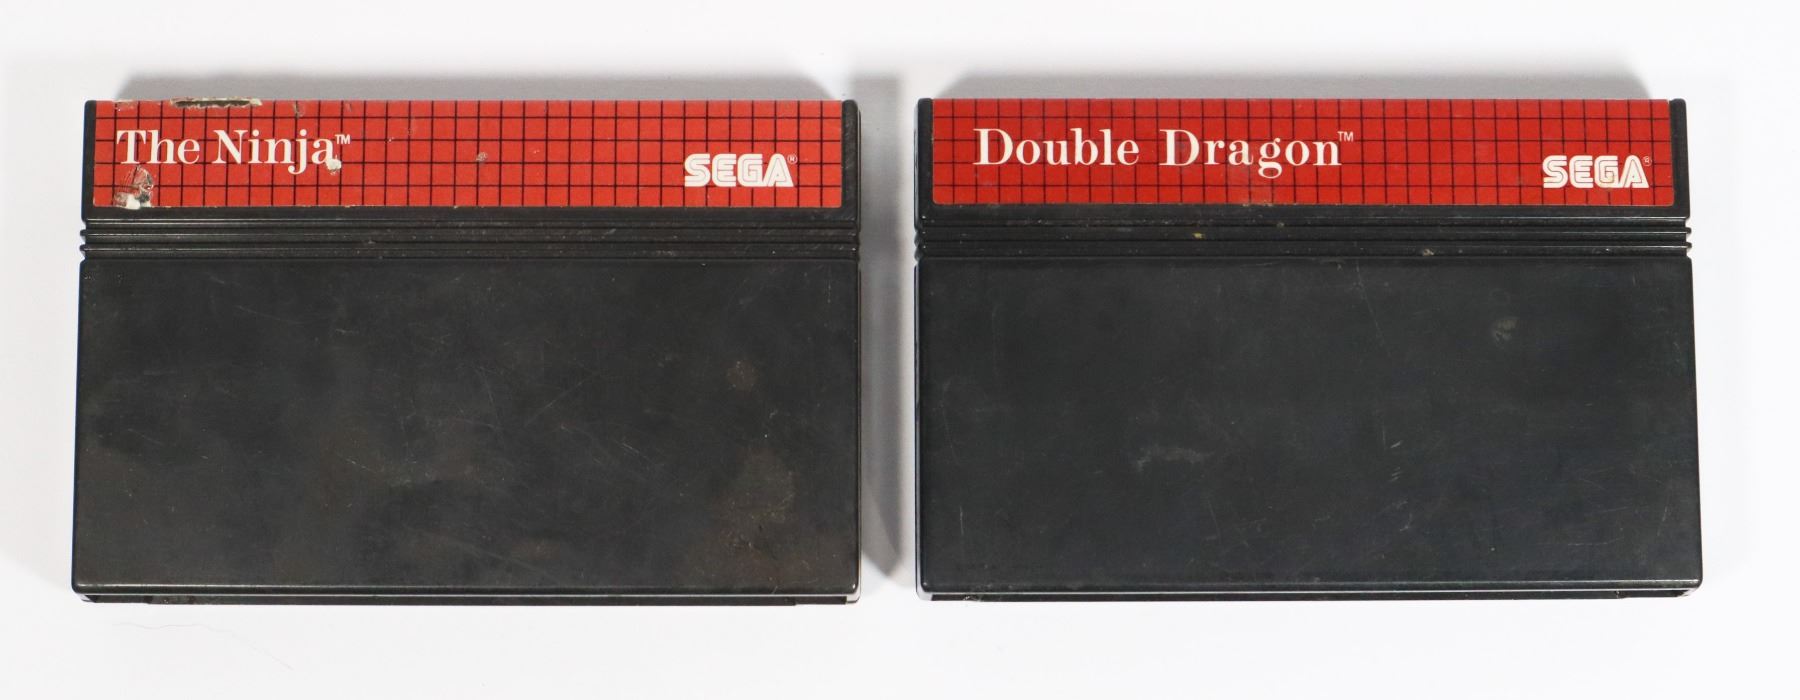 The Ninja™
SEGA®
Double Dragon™
SEGA®